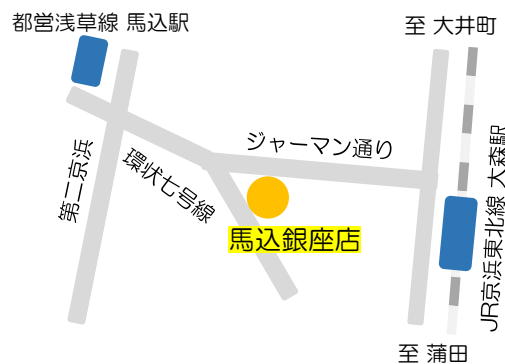 都営浅草線 馬込駅
至 大井町
ジャーマン通り
環状七号線
第二京浜
馬込銀座店
JR京浜東北線 大森駅
至 蒲田